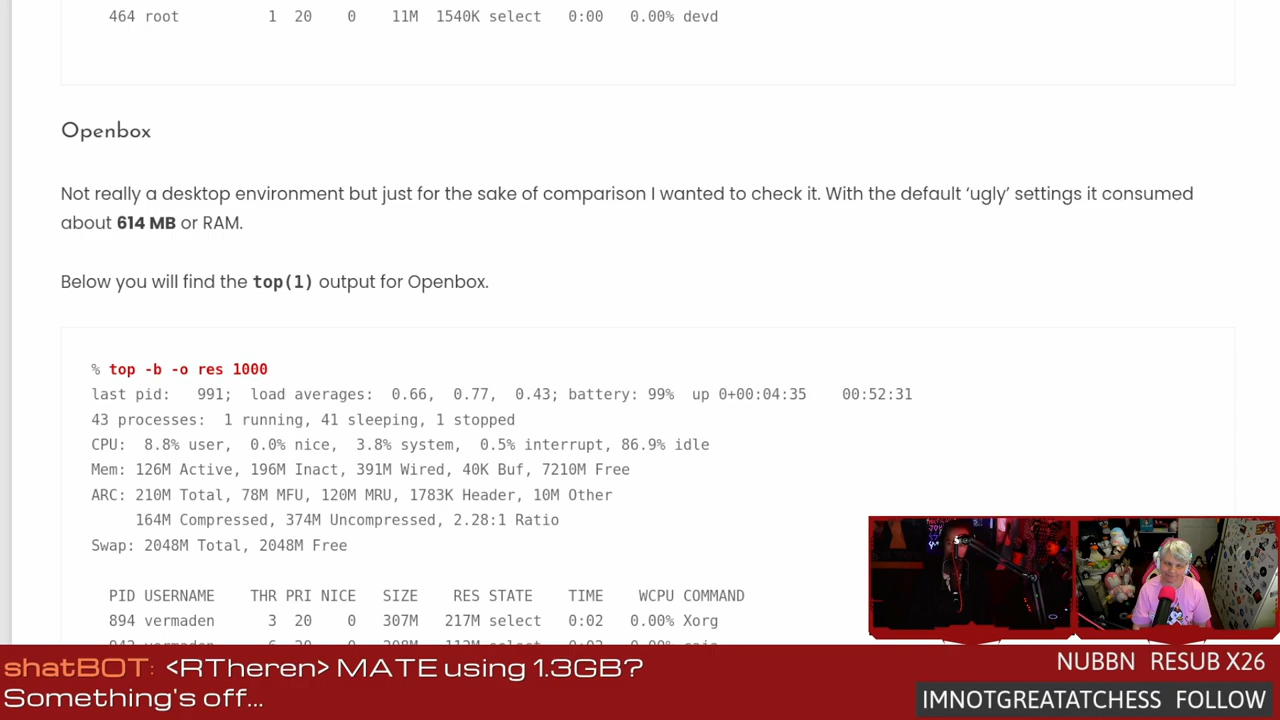 464 root 1 20 0 11M 1540K select 0:00 0.00% devd
Openbox
Not really a desktop environment but just for the sake of comparison I wanted to check it. With the default ‘ugly’ settings it consumed
about 614 MB or RAM.
Below you will find the top(1) output for Openbox.
% top -b -o res 1000
last pid: 991; load averages: 0.66, 0.77, 0.43; battery: 99% up 0+00:04:35 00:52:31
43 processes: 1 running, 41 sleeping, 1 stopped
CPU: 8.8% user, 0.0% nice, 3.8% system, 0.5% interrupt, 86.9% idle
Mem: 126M Active, 196M Inact, 391M Wired, 40K Buf, 7210M Free
ARC: 210M Total, 78M MFU, 120M MRU, 1783K Header, 10M Other
164M Compressed, 374M Uncompressed, 2.28:1 Ratio
Swap: 2048M Total, 2048M Free
PID USERNAME THR PRI NICE SIZE RES STATE TIME WCPU COMMAND
894 vermaden 3 20 0 307M 217M select 0:02 0.00% Xorg
shatBOT: <RTheren> MATE using 1.3GB?
Something's off...
NUBBN RESUB X26
IMNOTGREATATCHESS FOLLOW